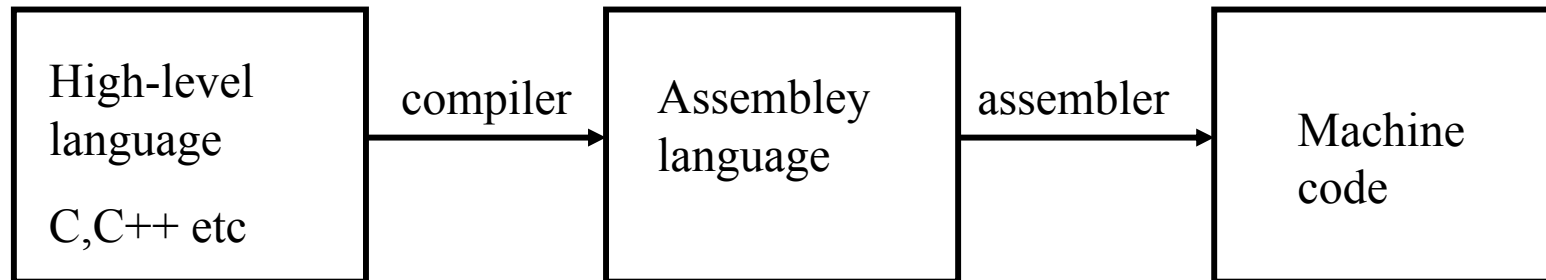 High-level
language
C,C++ etc
compiler
Assembley
language
assembler
Machine
code